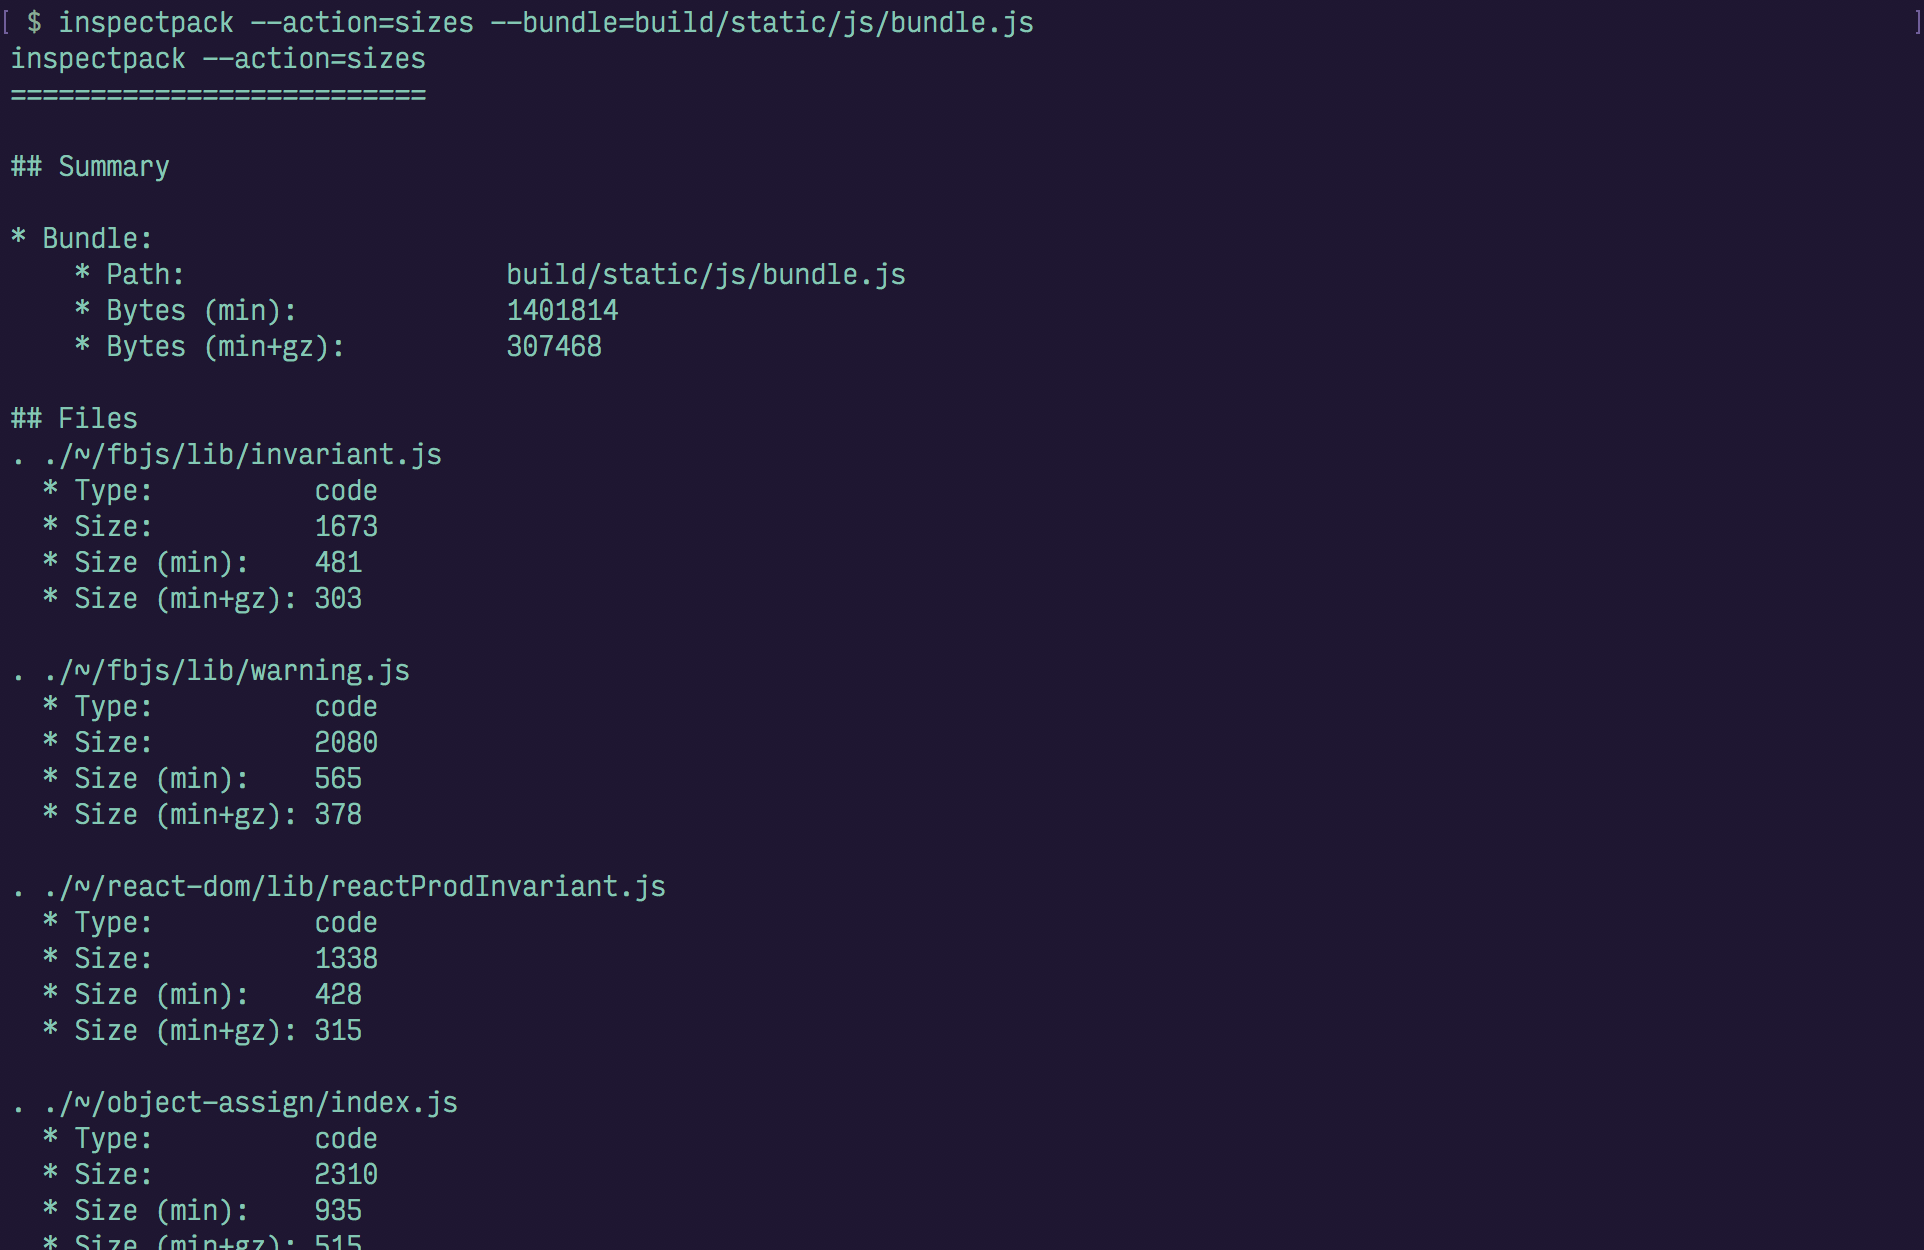 [ $ inspectpack --action=sizes --bundle=build/static/js/bundle.js ]
inspectpack --action=sizes
==========================
## Summary
* Bundle:
* Path: build/static/js/bundle.js
* Bytes (min): 1401814
* Bytes (min+gz): 307468
## Files
. ./~/fbjs/lib/invariant.js
* Type: code
* Size: 1673
* Size (min): 481
* Size (min+gz): 303
. ./~/fbjs/lib/warning.js
* Type: code
* Size: 2080
* Size (min): 565
* Size (min+gz): 378
. ./~/react-dom/lib/reactProdInvariant.js
* Type: code
* Size: 1338
* Size (min): 428
* Size (min+gz): 315
. ./~/object-assign/index.js
* Type: code
* Size: 2310
* Size (min): 935
* Size (min+gz): 515